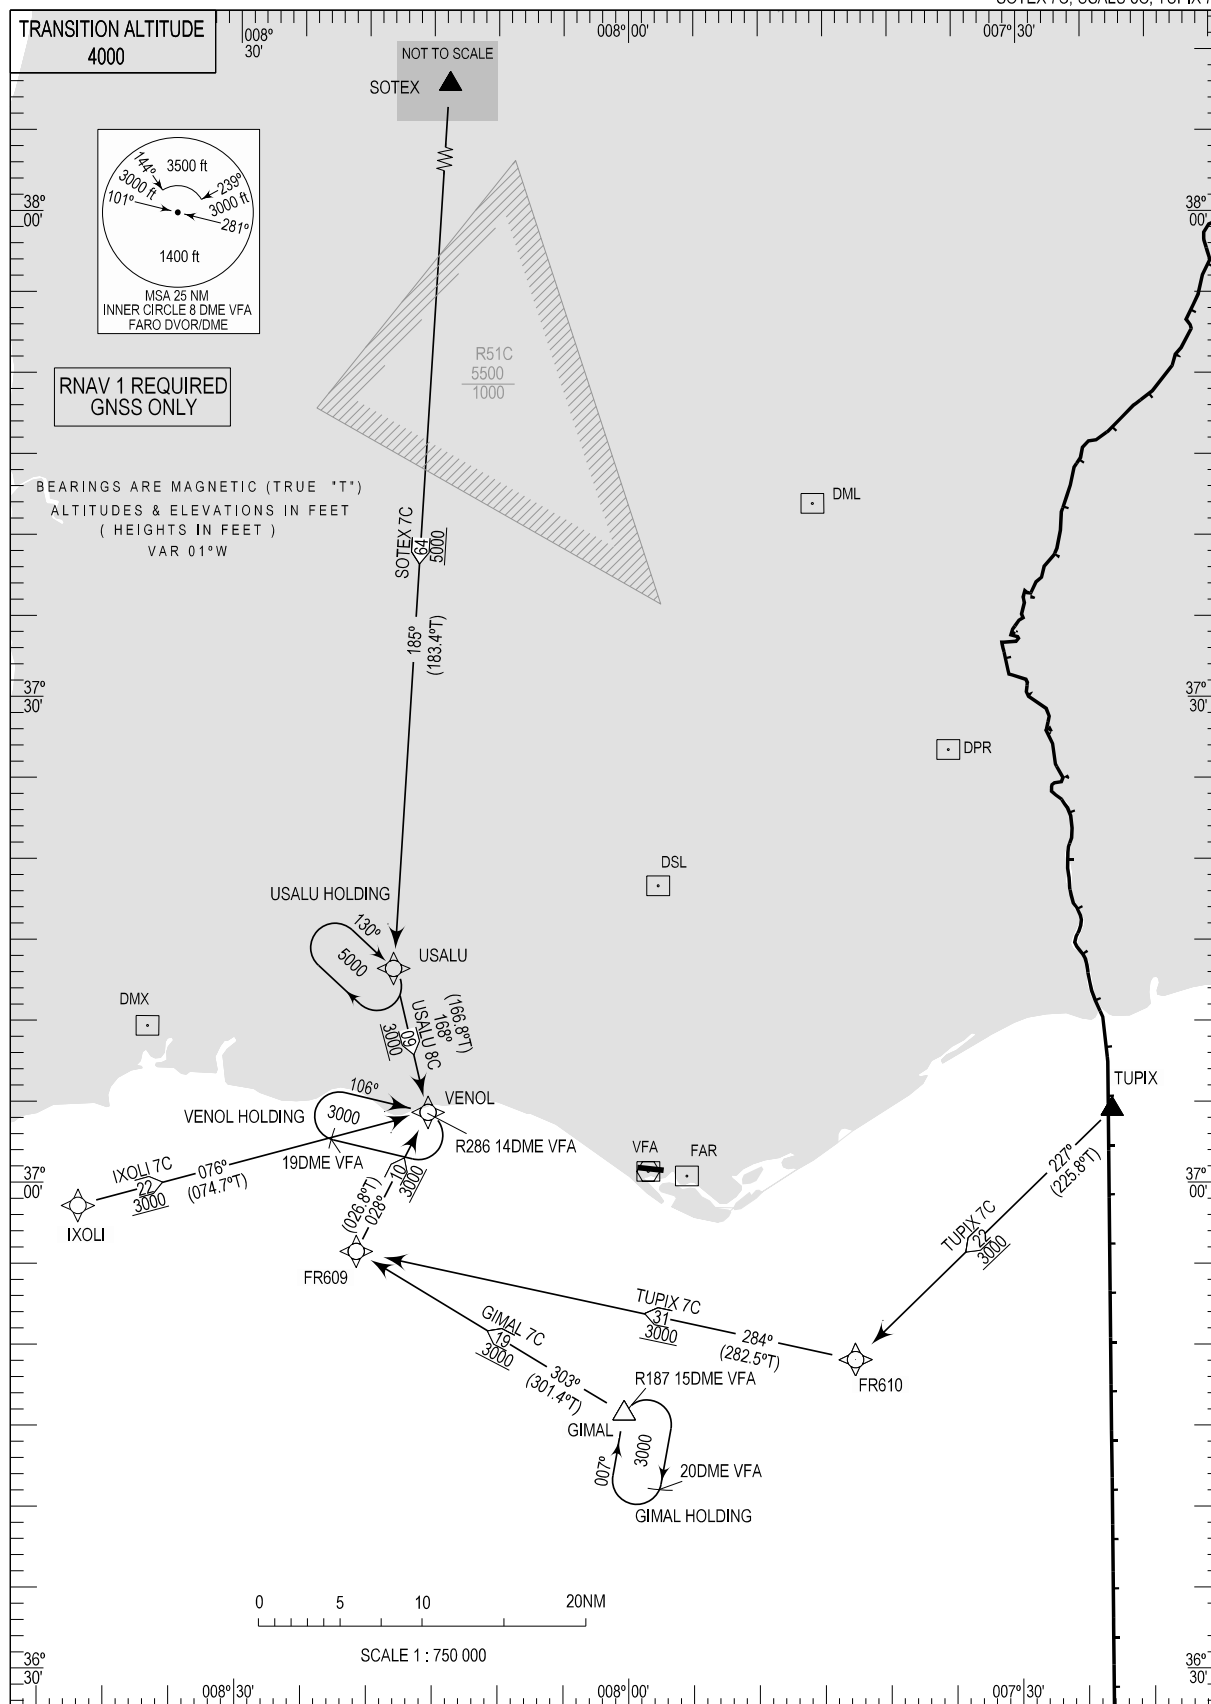 TRANSITION ALTITUDE
4000
008°
30'
008° 00'
007° 30'
NOT TO SCALE
SOTEX
3500 ft
144°
3000 ft
239°
3000 ft
101°
281°
1400 ft
MSA 25 NM
INNER CIRCLE 8 DME VFA
FARO DVOR/DME
38°
00'
38°
00'
R51C
5500
1000
RNAV 1 REQUIRED
GNSS ONLY
BEARINGS ARE MAGNETIC (TRUE "T")
ALTITUDES & ELEVATIONS IN FEET
( HEIGHTS IN FEET )
VAR 01°W
DML
SOTEX 7C
64
5000
185°
(183.4°T)
37°
30'
37°
30'
DPR
DSL
USALU HOLDING
130°
5000
USALU
DMX
USALU 8C
09
3000
168°
(166.8°T)
TUPIX
106°
VENOL
VENOL HOLDING
3000
R286 14DME VFA
19DME VFA
VFA
FAR
37°
00'
37°
00'
IXOLI 7C
22
3000
076°
(074.7°T)
IXOLI
10
3000
028°
(026.8°T)
FR609
227°
(225.8°T)
TUPIX 7C
22
3000
TUPIX 7C
31
3000
284°
(282.5°T)
FR610
GIMAL 7C
19
3000
303°
(301.4°T)
R187 15DME VFA
GIMAL
007°
3000
20DME VFA
GIMAL HOLDING
0 5 10 20NM
SCALE 1 : 750 000
36°
30'
36°
30'
008° 30'
008° 00'
007° 30'